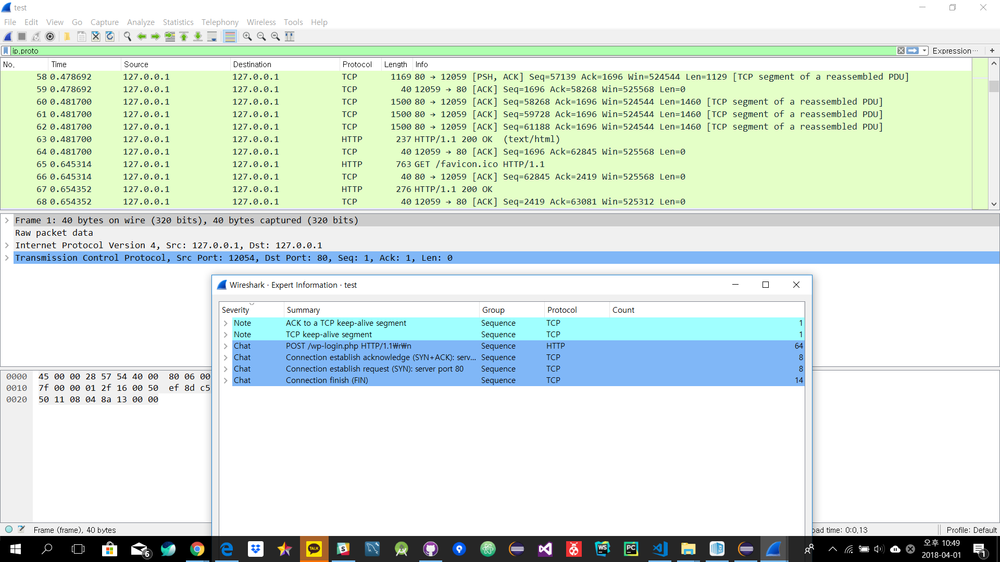 test
File Edit View Go Capture Analyze Statistics Telephony Wireless Tools Help
ip.proto Expression… +
No. Time Source Destination Protocol Length Info
58 0.478692 127.0.0.1 127.0.0.1 TCP 1169 80 → 12059 [PSH, ACK] Seq=57139 Ack=1696 Win=524544 Len=1129 [TCP segment of a reassembled PDU]
59 0.478692 127.0.0.1 127.0.0.1 TCP 40 12059 → 80 [ACK] Seq=1696 Ack=58268 Win=525568 Len=0
60 0.481700 127.0.0.1 127.0.0.1 TCP 1500 80 → 12059 [ACK] Seq=58268 Ack=1696 Win=524544 Len=1460 [TCP segment of a reassembled PDU]
61 0.481700 127.0.0.1 127.0.0.1 TCP 1500 80 → 12059 [ACK] Seq=59728 Ack=1696 Win=524544 Len=1460 [TCP segment of a reassembled PDU]
62 0.481700 127.0.0.1 127.0.0.1 TCP 1500 80 → 12059 [ACK] Seq=61188 Ack=1696 Win=524544 Len=1460 [TCP segment of a reassembled PDU]
63 0.481700 127.0.0.1 127.0.0.1 HTTP 237 HTTP/1.1 200 OK  (text/html)
64 0.481700 127.0.0.1 127.0.0.1 TCP 40 12059 → 80 [ACK] Seq=1696 Ack=62845 Win=525568 Len=0
65 0.645314 127.0.0.1 127.0.0.1 HTTP 763 GET /favicon.ico HTTP/1.1
66 0.645314 127.0.0.1 127.0.0.1 TCP 40 80 → 12059 [ACK] Seq=62845 Ack=2419 Win=525568 Len=0
67 0.654352 127.0.0.1 127.0.0.1 HTTP 276 HTTP/1.1 200 OK
68 0.654352 127.0.0.1 127.0.0.1 TCP 40 12059 → 80 [ACK] Seq=2419 Ack=63081 Win=525312 Len=0
Frame 1: 40 bytes on wire (320 bits), 40 bytes captured (320 bits)
Raw packet data
Internet Protocol Version 4, Src: 127.0.0.1, Dst: 127.0.0.1
Transmission Control Protocol, Src Port: 12054, Dst Port: 80, Seq: 1, Ack: 1, Len: 0
Wireshark · Expert Information · test
Severity Summary Group Protocol Count
Note ACK to a TCP keep-alive segment Sequence TCP 1
Note TCP keep-alive segment Sequence TCP 1
Chat POST /wp-login.php HTTP/1.1₩r₩n Sequence HTTP 64
Chat Connection establish acknowledge (SYN+ACK): serv... Sequence TCP 8
Chat Connection establish request (SYN): server port 80 Sequence TCP 8
Chat Connection finish (FIN) Sequence TCP 14
0000 45 00 00 28 57 54 40 00 80 06 00
0010 7f 00 00 01 2f 16 00 50 ef 8d c5
0020 50 11 08 04 8a 13 00 00
Frame (frame), 40 bytes
oad time: 0:0.13 Profile: Default
6
TALK
WS
PC
오후 10:49
2018-04-01
1